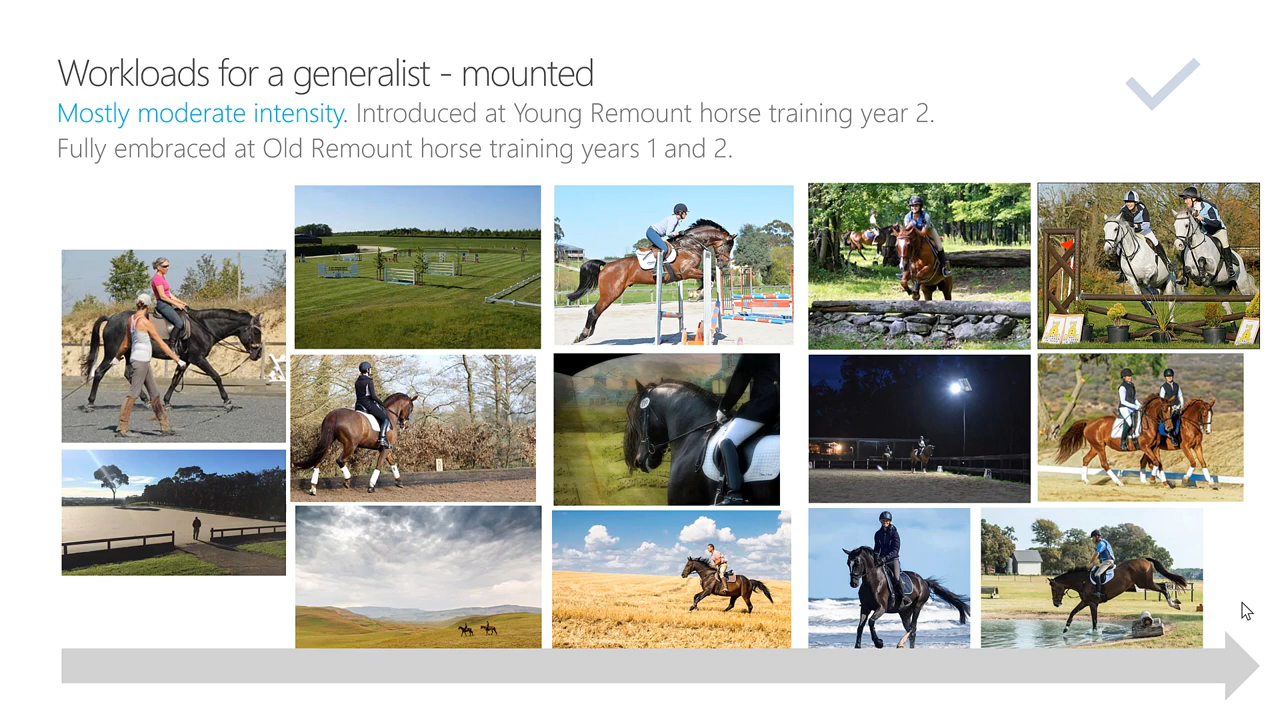 Workloads for a generalist - mounted
Mostly moderate intensity. Introduced at Young Remount horse training year 2.
Fully embraced at Old Remount horse training years 1 and 2.